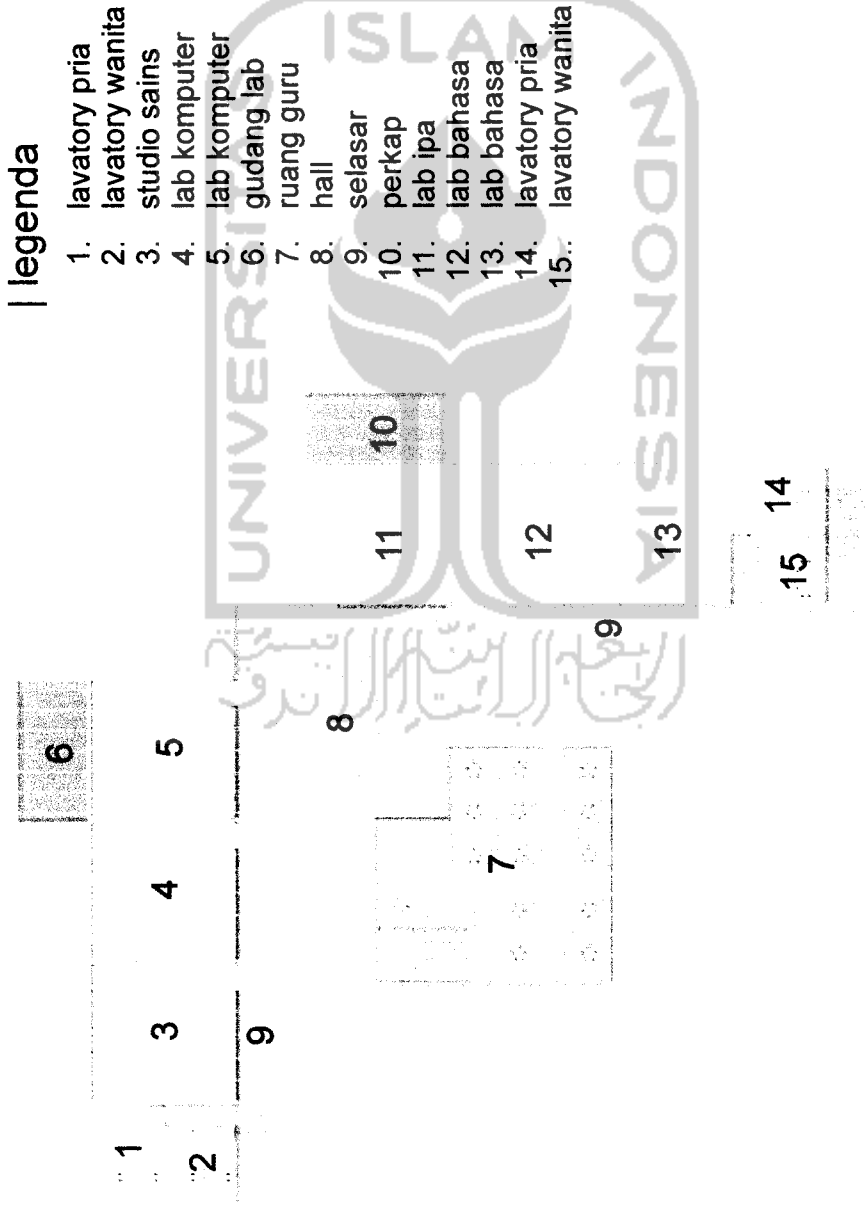 | legenda
1. lavatory pria
2. lavatory wanita
3. studio sains
4. lab komputer
5. lab komputer
6. gudang lab
7. ruang guru
8. hall
9. selasar
10. perkap
11. lab ipa
12. lab bahasa
13. lab bahasa
14. lavatory pria
15.. lavatory wanita
6
1
3
4
5
2
9
8
7
10
11
12
13
9
14
15
UNIVERSITAS
ISLAM
INDONESIA